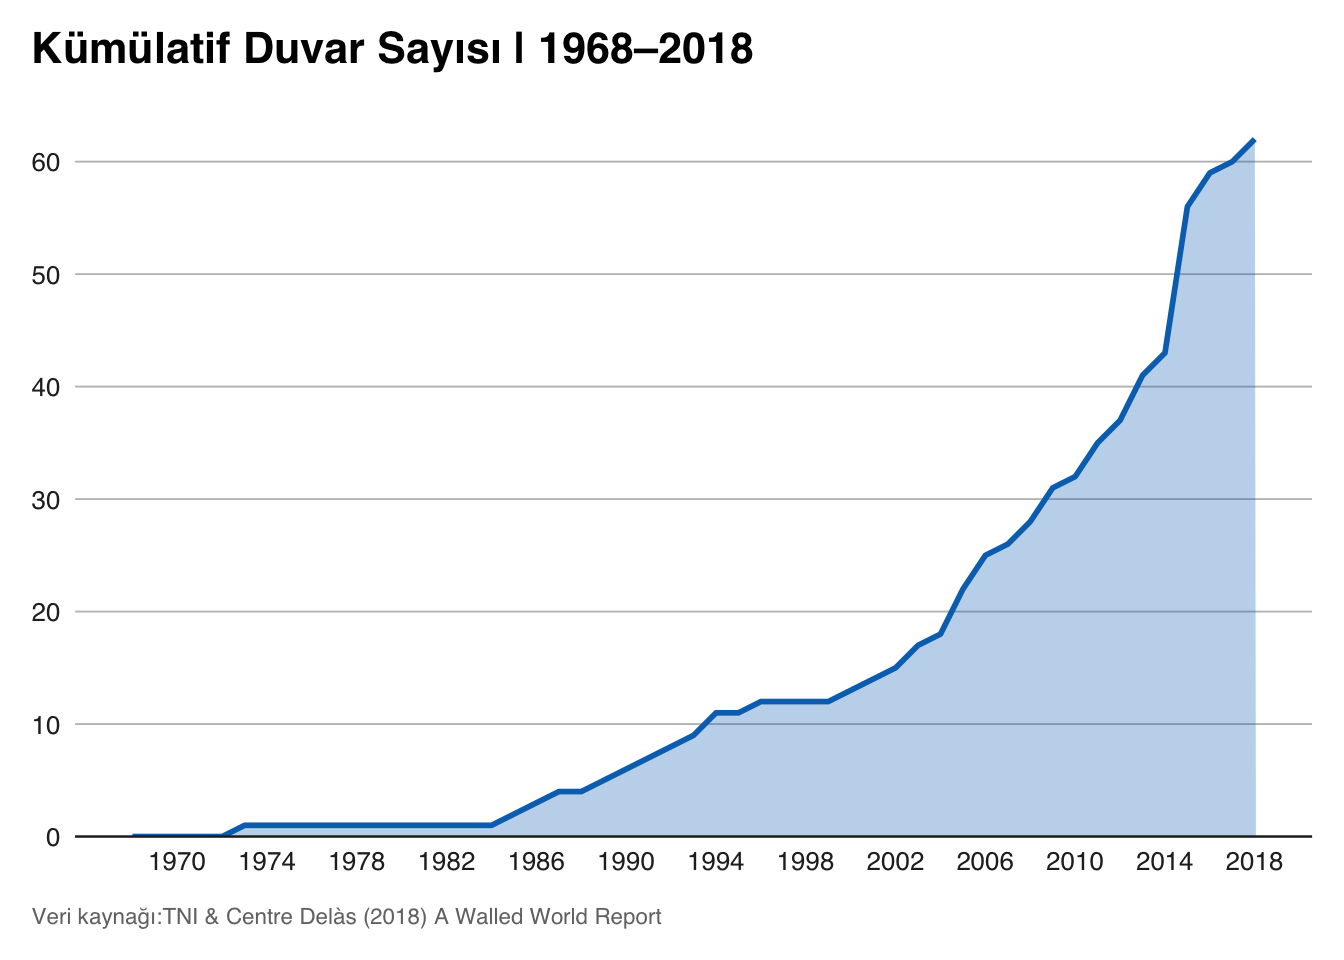 Kümülatif Duvar Sayısı | 1968–2018
60
50
40
30
20
10
0
1970 1974 1978 1982 1986 1990 1994 1998 2002 2006 2010 2014 2018
Veri kaynağı:TNI & Centre Delàs (2018) A Walled World Report